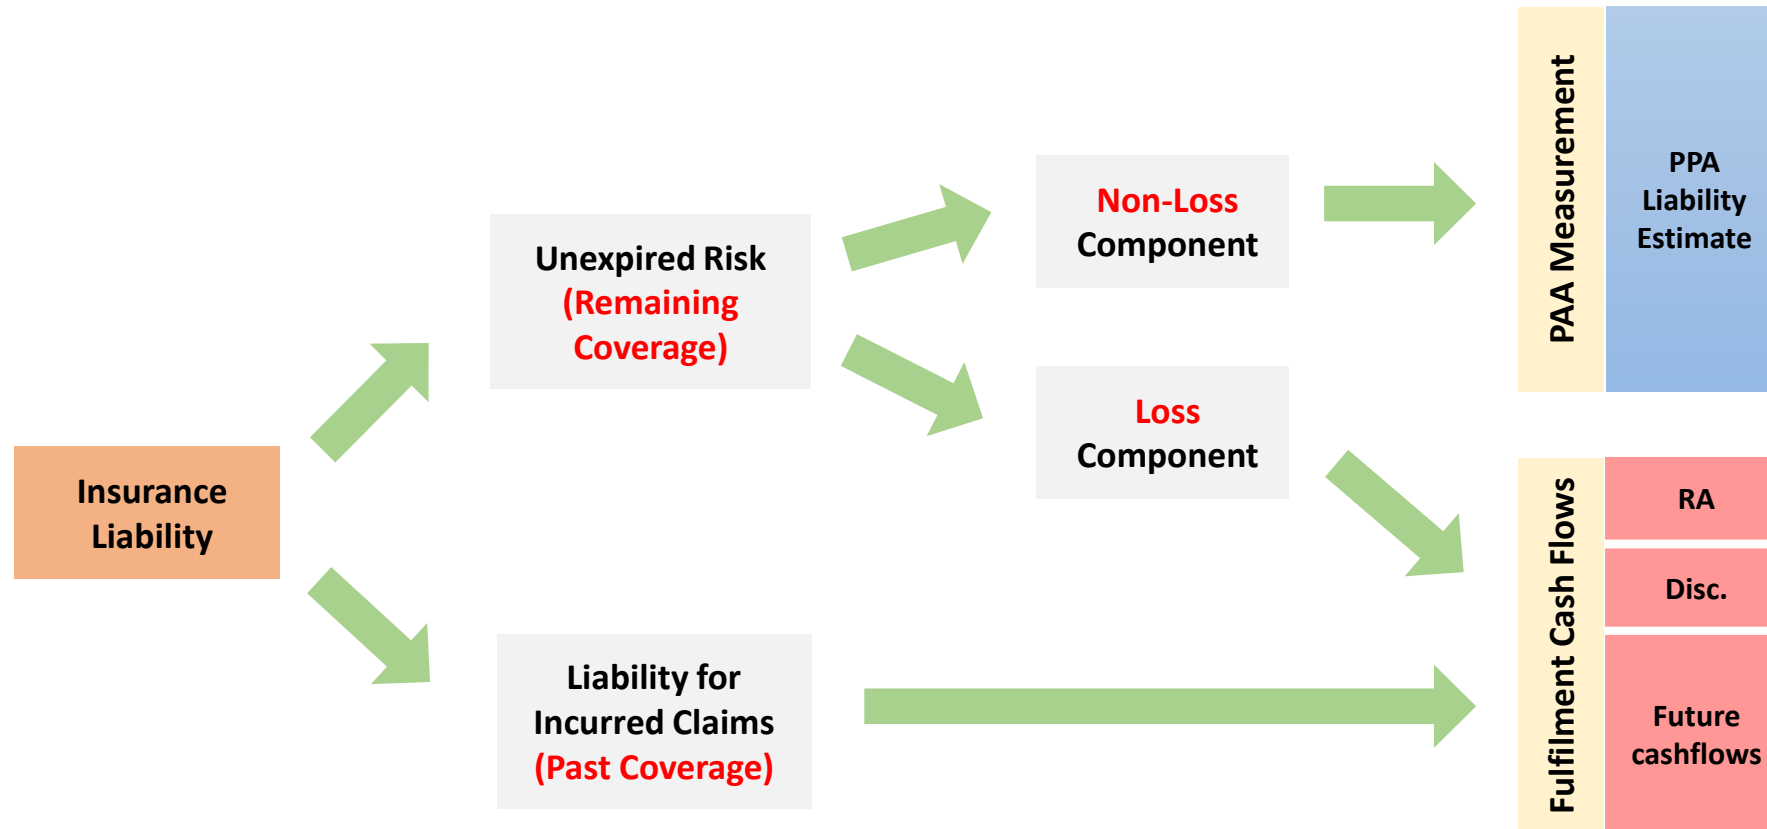 Insurance
Liability
Unexpired Risk
(Remaining
Coverage)
Liability for
Incurred Claims
(Past Coverage)
Non-Loss
Component
Loss
Component
PAA Measurement
PPA
Liability
Estimate
Fulfilment Cash Flows
RA
Disc.
Future
cashflows